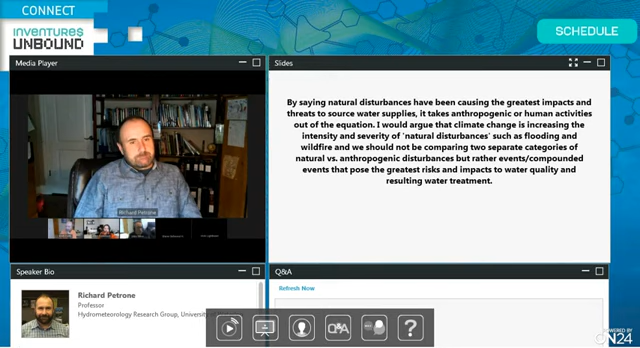 CONNECT
INVENTURES
UNBOUND
SCHEDULE
Media Player
Slides
By saying natural disturbances have been causing the greatest impacts and
threats to source water supplies, it takes anthropogenic or human activities
out of the equation. I would argue that climate change is increasing the
intensity and severity of 'natural disturbances' such as flooding and
wildfire and we should not be comparing two separate categories of
natural vs. anthropogenic disturbances but rather events/compounded
events that pose the greatest risks and impacts to water quality and
resulting water treatment.
Richard Petrone
Speaker Bio
Richard Petrone
Professor
Hydrometeorology Research Group, University
Q&A
Refresh Now
Q&A
?
POWERED BY
ON24